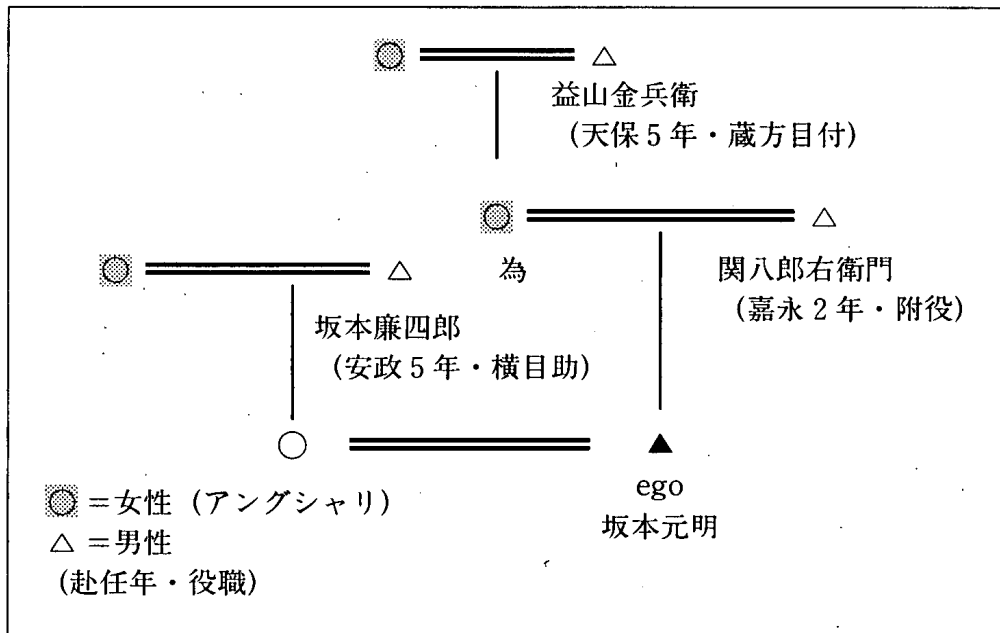 益山金兵衛
(天保5年・蔵方目付)
為
関八郎右衛門
(嘉永2年・附役)
坂本廉四郎
(安政5年・横目助)
ego
坂本元明
=女性(アングシャリ)
△=男性
(赴任年・役職)